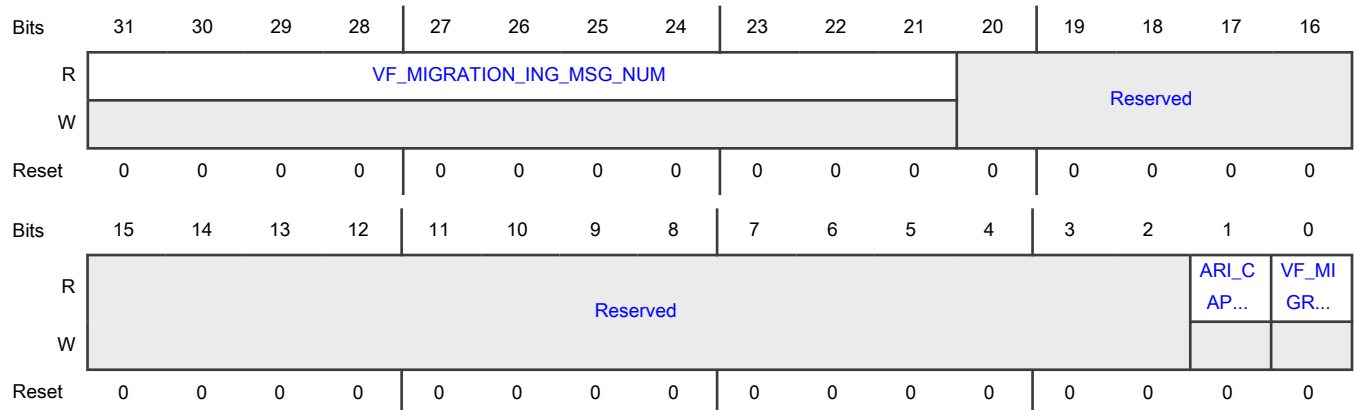 Bits 31 30 29 28 27 26 25 24 23 22 21 20 19 18 17 16
R VF_MIGRATION_ING_MSG_NUM Reserved
W
Reset 0 0 0 0 0 0 0 0 0 0 0 0 0 0 0 0
Bits 15 14 13 12 11 10 9 8 7 6 5 4 3 2 1 0
R Reserved ARI_C VF_MI
AP... GR...
W
Reset 0 0 0 0 0 0 0 0 0 0 0 0 0 0 0 0